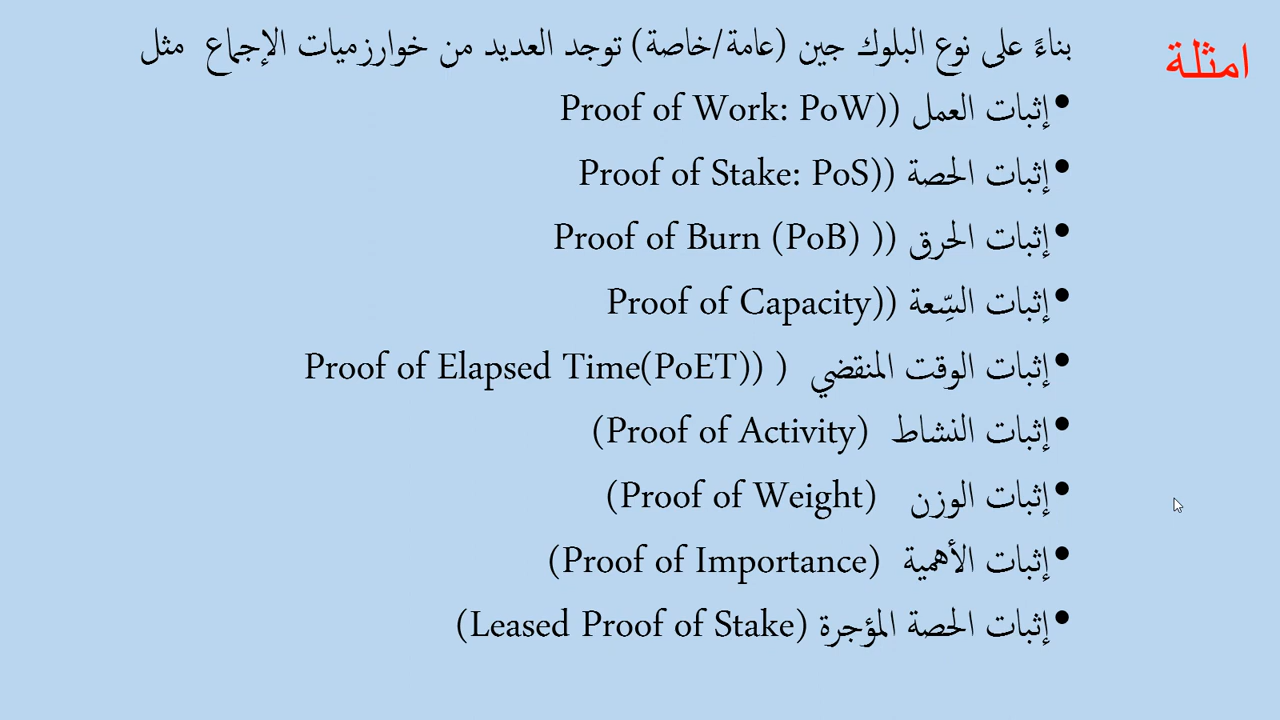 امثلة
بناءً على نوع البلوك جين (عامة/خاصة) توجد العديد من خوارزميات الإجماع مثل
•إثبات العمل ((Proof of Work: PoW
•إثبات الحصة ((Proof of Stake: PoS
•إثبات الحرق (( Proof of Burn (PoB)
•إثبات السِّعة ((Proof of Capacity
•إثبات الوقت المنقضي ( ((Proof of Elapsed Time(PoET
•إثبات النشاط (Proof of Activity)
•إثبات الوزن (Proof of Weight)
•إثبات الأهمية (Proof of Importance)
•إثبات الحصة المؤجرة (Leased Proof of Stake)